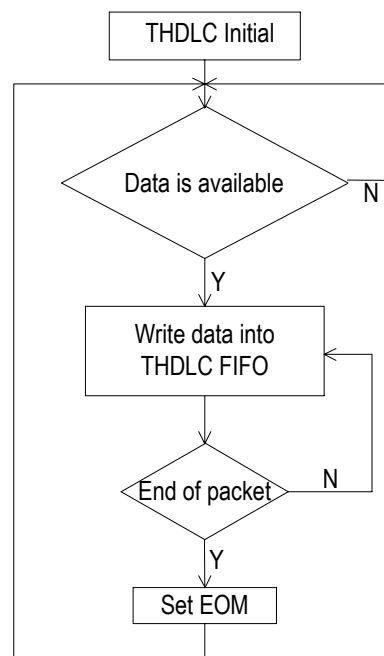 THDLC Initial
Data is available
N
Y
Write data into
THDLC FIFO
End of packet
N
Y
Set EOM